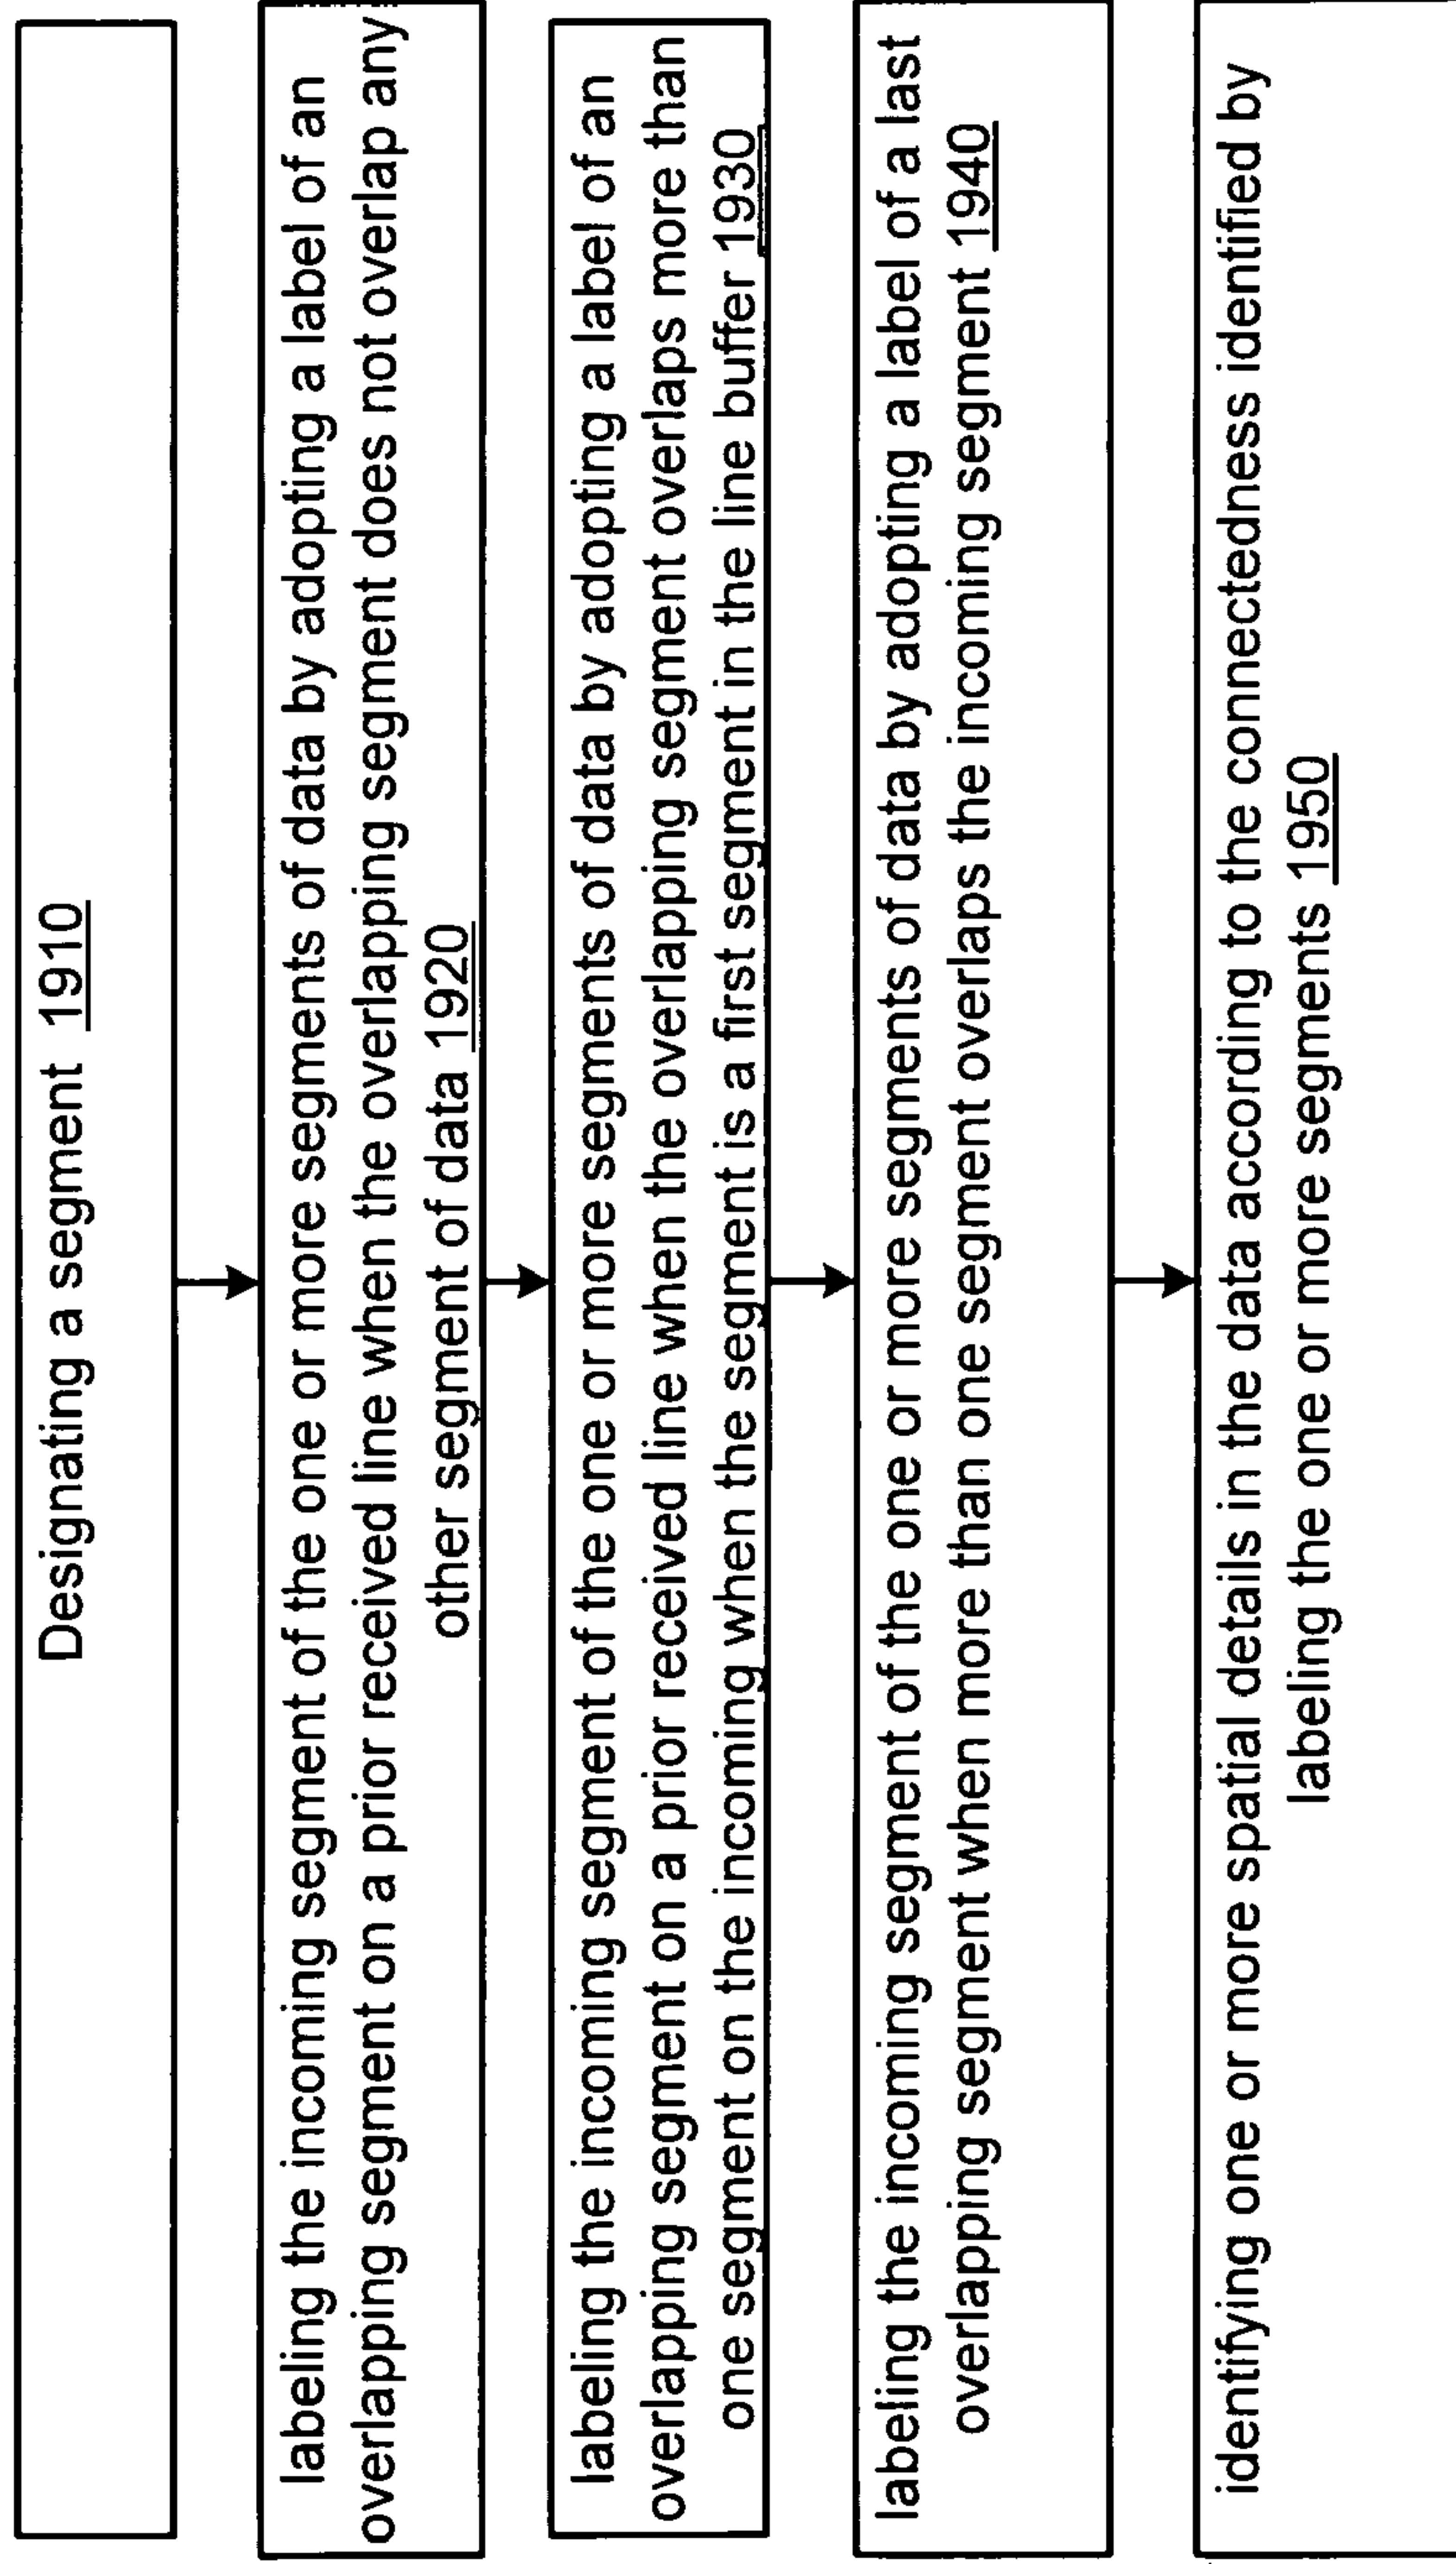 Designating a segment 1910
labeling the incoming segment of the one or more segments of data by adopting a label of an
overlapping segment on a prior received line when the overlapping segment does not overlap any
other segment of data 1920
labeling the incoming segment of the one or more segments of data by adopting a label of an
overlapping segment on a prior received line when the overlapping segment overlaps more than
one segment on the incoming when the segment is a first segment in the line buffer 1930
labeling the incoming segment of the one or more segments of data by adopting a label of a last
overlapping segment when more than one segment overlaps the incoming segment 1940
identifying one or more spatial details in the data according to the connectedness identified by
labeling the one or more segments 1950